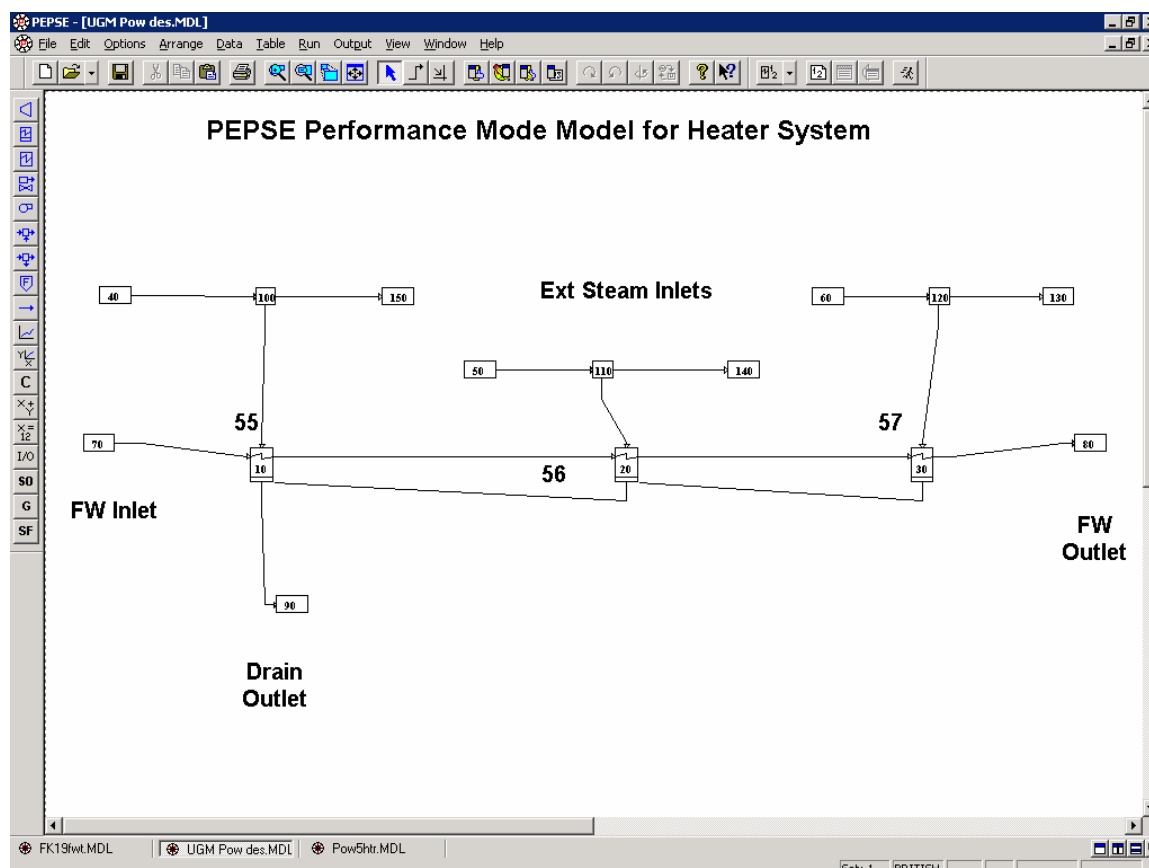 PEPSE - [UGM Pow des.MDL]
File Edit Options Arrange Data Table Run Output View Window Help
PEPSE Performance Mode Model for Heater System
40
100
150
Ext Steam Inlets
60
120
130
50
110
140
55
57
70
80
10
56
20
30
FW Inlet
FW
Outlet
90
Drain
Outlet
C
I/O
SO
G
SF
FK19fwt.MDL
UGM Pow des.MDL
Pow5htr.MDL